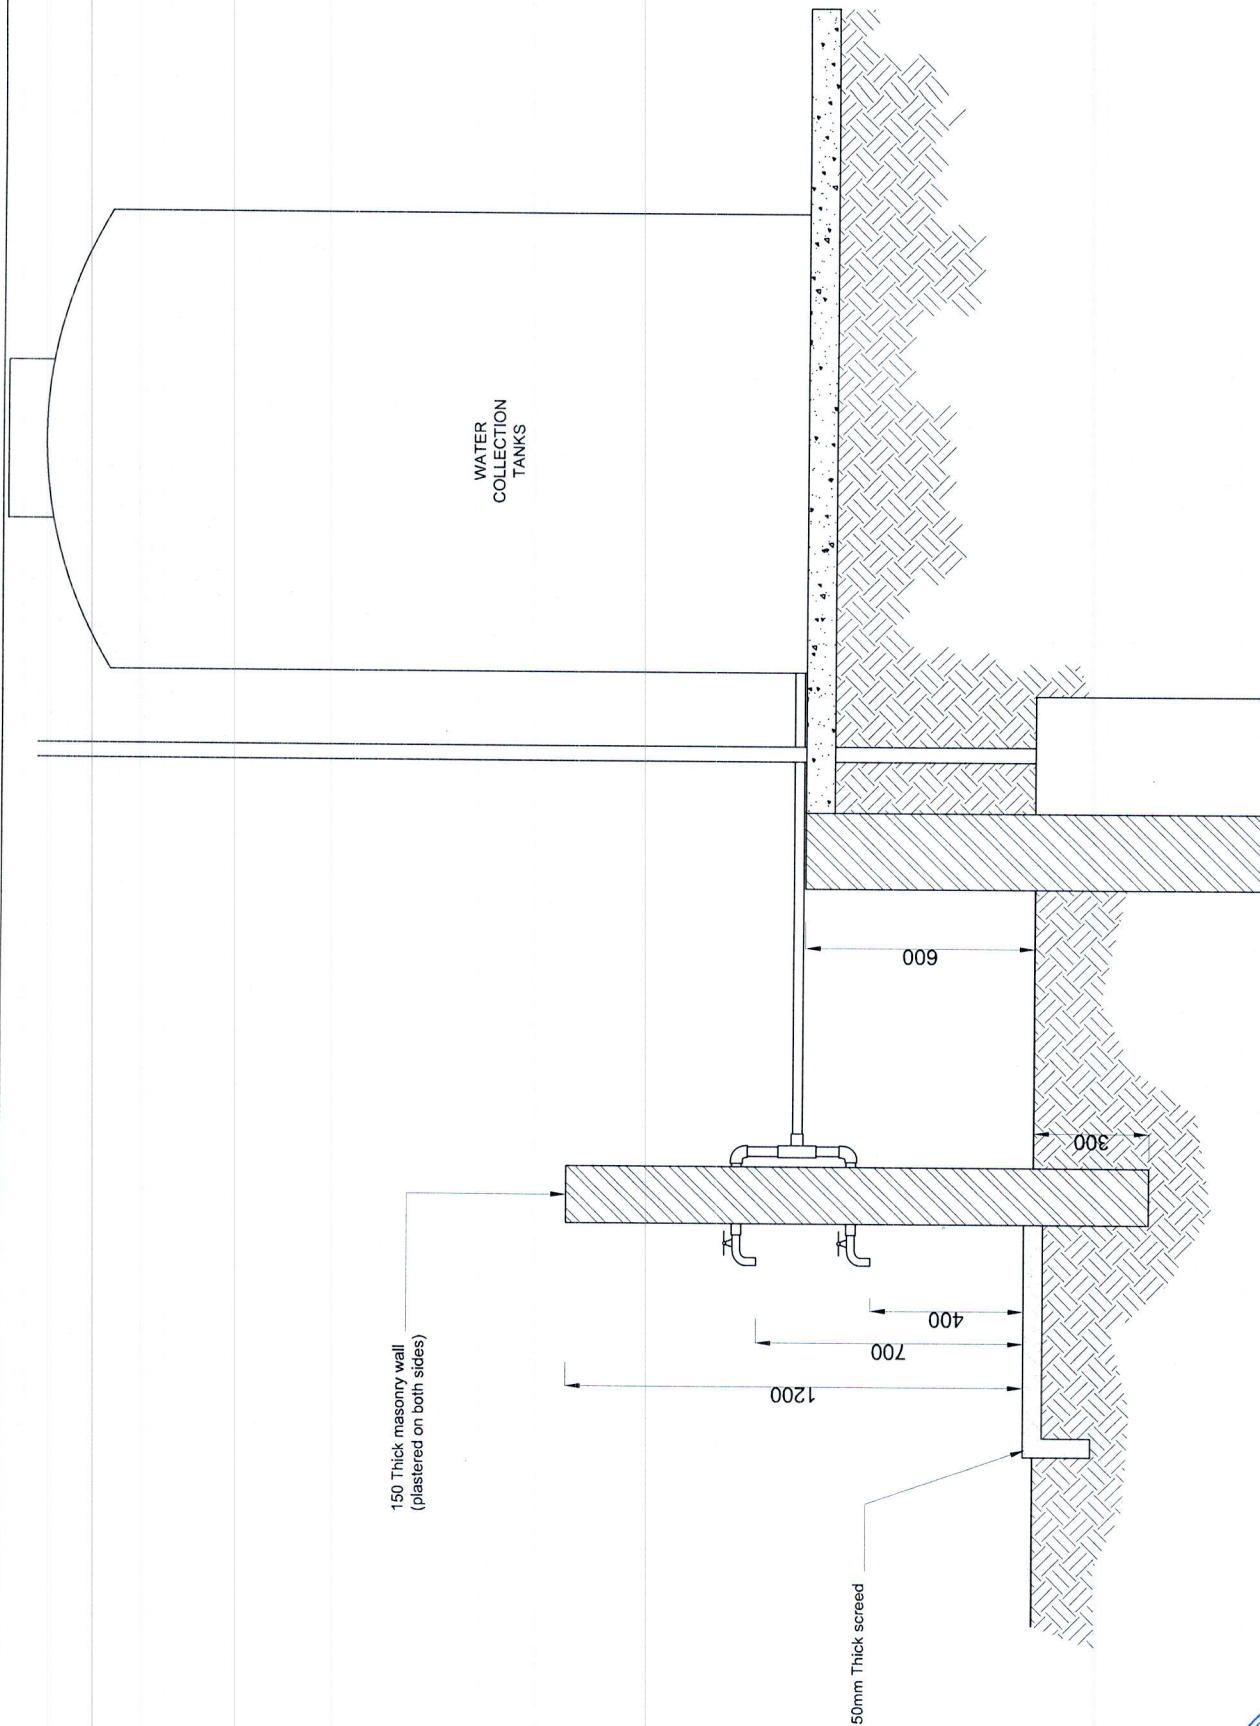 WATER
COLLECTION
TANKS
150 Thick masonry wall
(plastered on both sides)
50mm Thick screed
600
300
400
700
1200